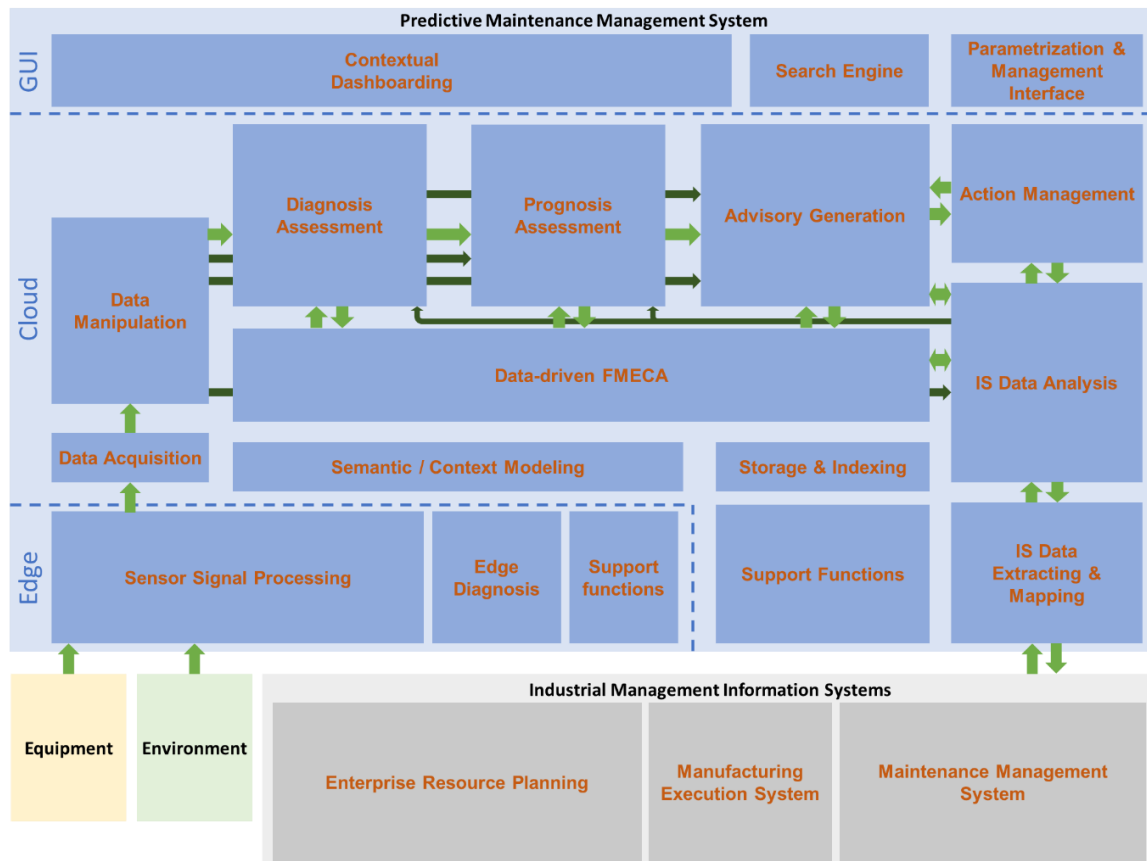 Predictive Maintenance Management System
GUI
Contextual
Dashboarding
Search Engine
Parametrization &
Management
Interface
Cloud
Data
Manipulation
Diagnosis
Assessment
Prognosis
Assessment
Advisory Generation
Action Management
Data-driven FMECA
IS Data Analysis
Data Acquisition
Semantic / Context Modeling
Storage & Indexing
Edge
Sensor Signal Processing
Edge
Diagnosis
Support
functions
Support Functions
IS Data
Extracting &
Mapping
Equipment
Environment
Industrial Management Information Systems
Enterprise Resource Planning
Manufacturing
Execution System
Maintenance Management
System